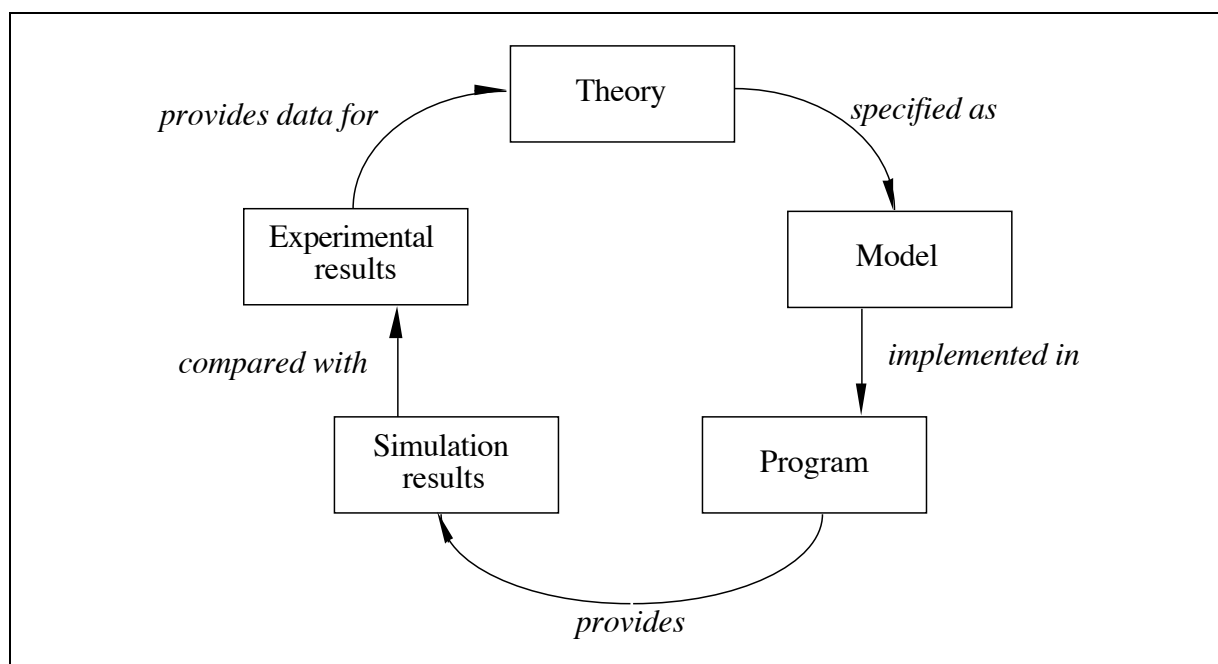 Theory
provides data for
specified as
Experimental
results
Model
compared with
implemented in
Simulation
results
Program
provides